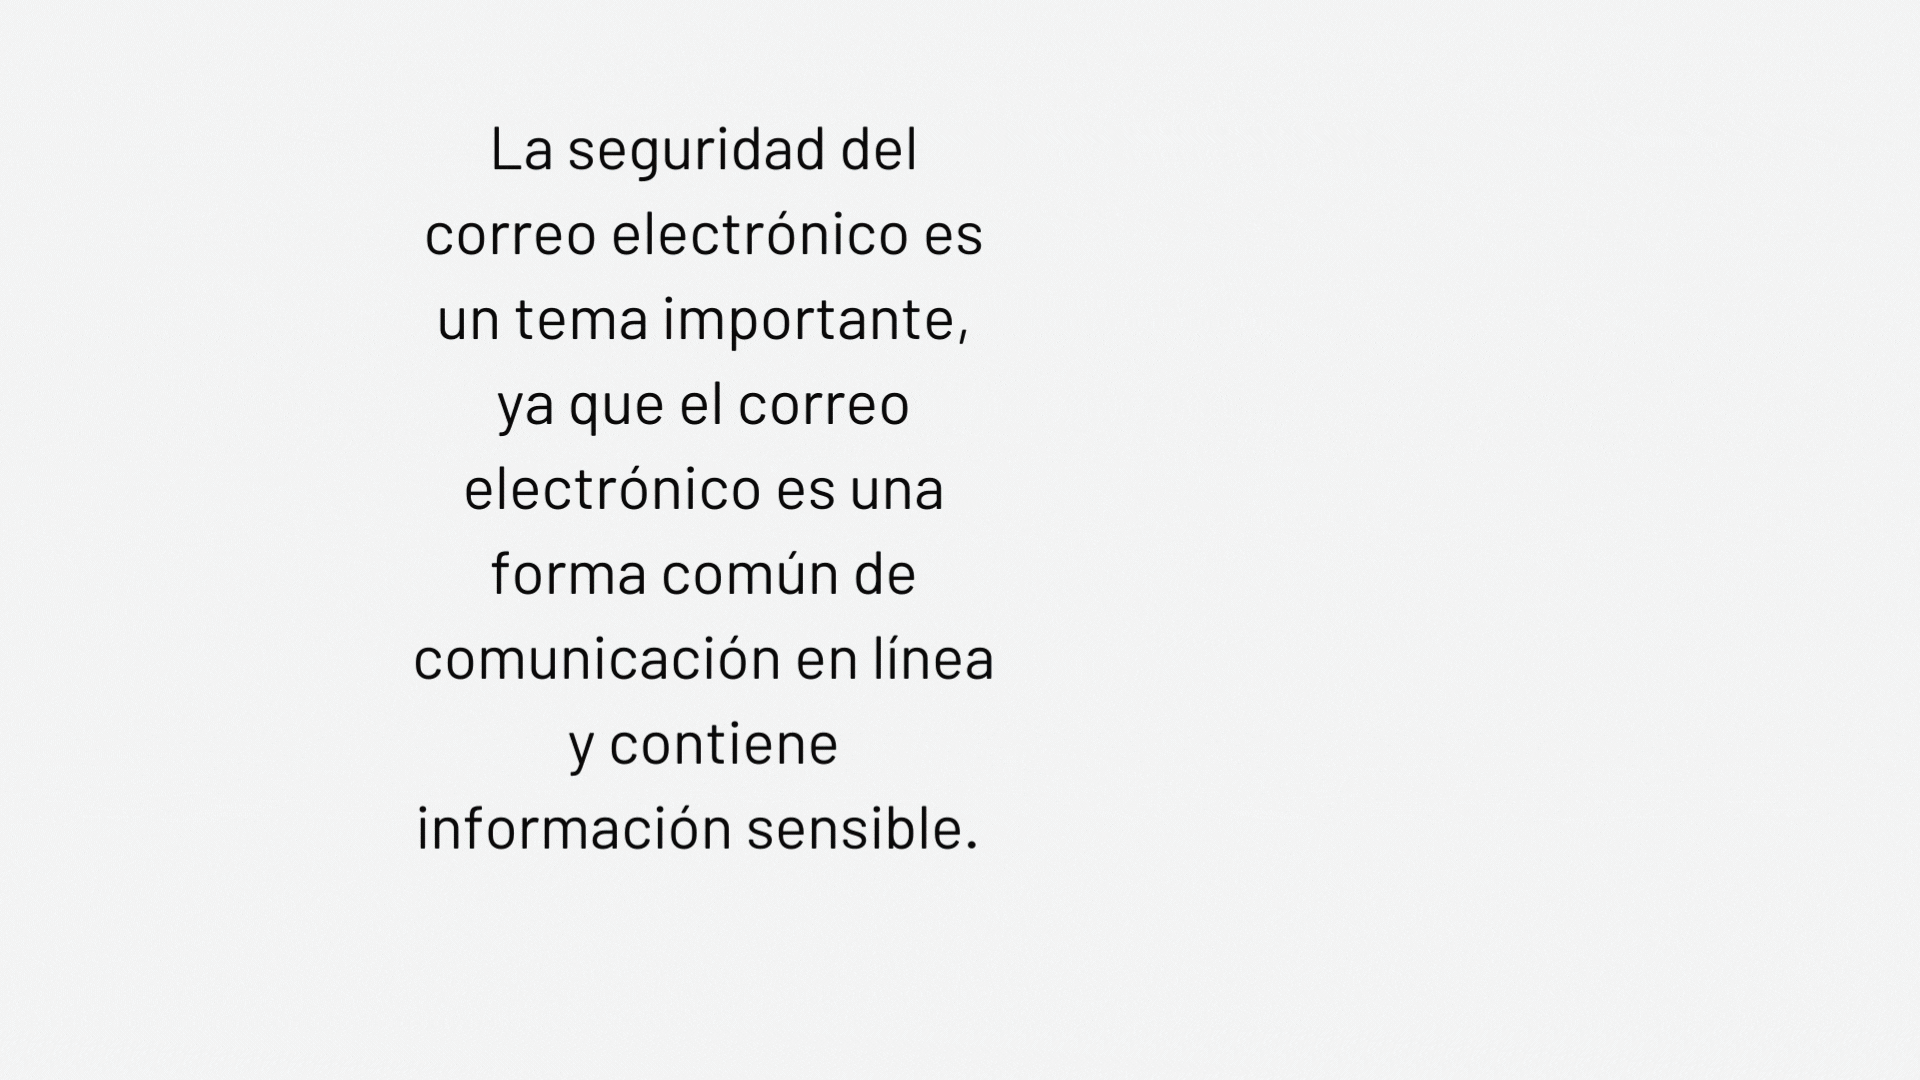 La seguridad del
correo electrónico es
un tema importante,
ya que el correo
electrónico es una
forma común de
comunicación en línea
y contiene
información sensible.